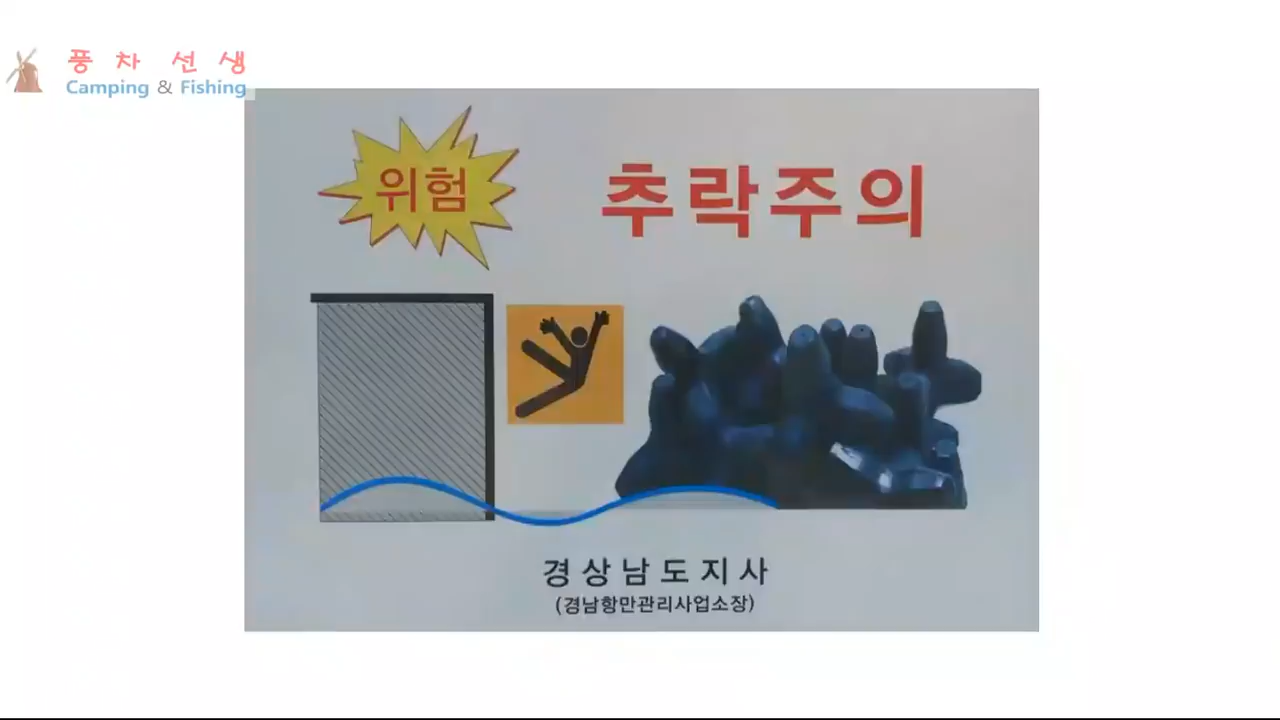 풍차 선생
Camping & Fishing
위험
추락주의
경상남도지사
(경남항만관리사업소장)